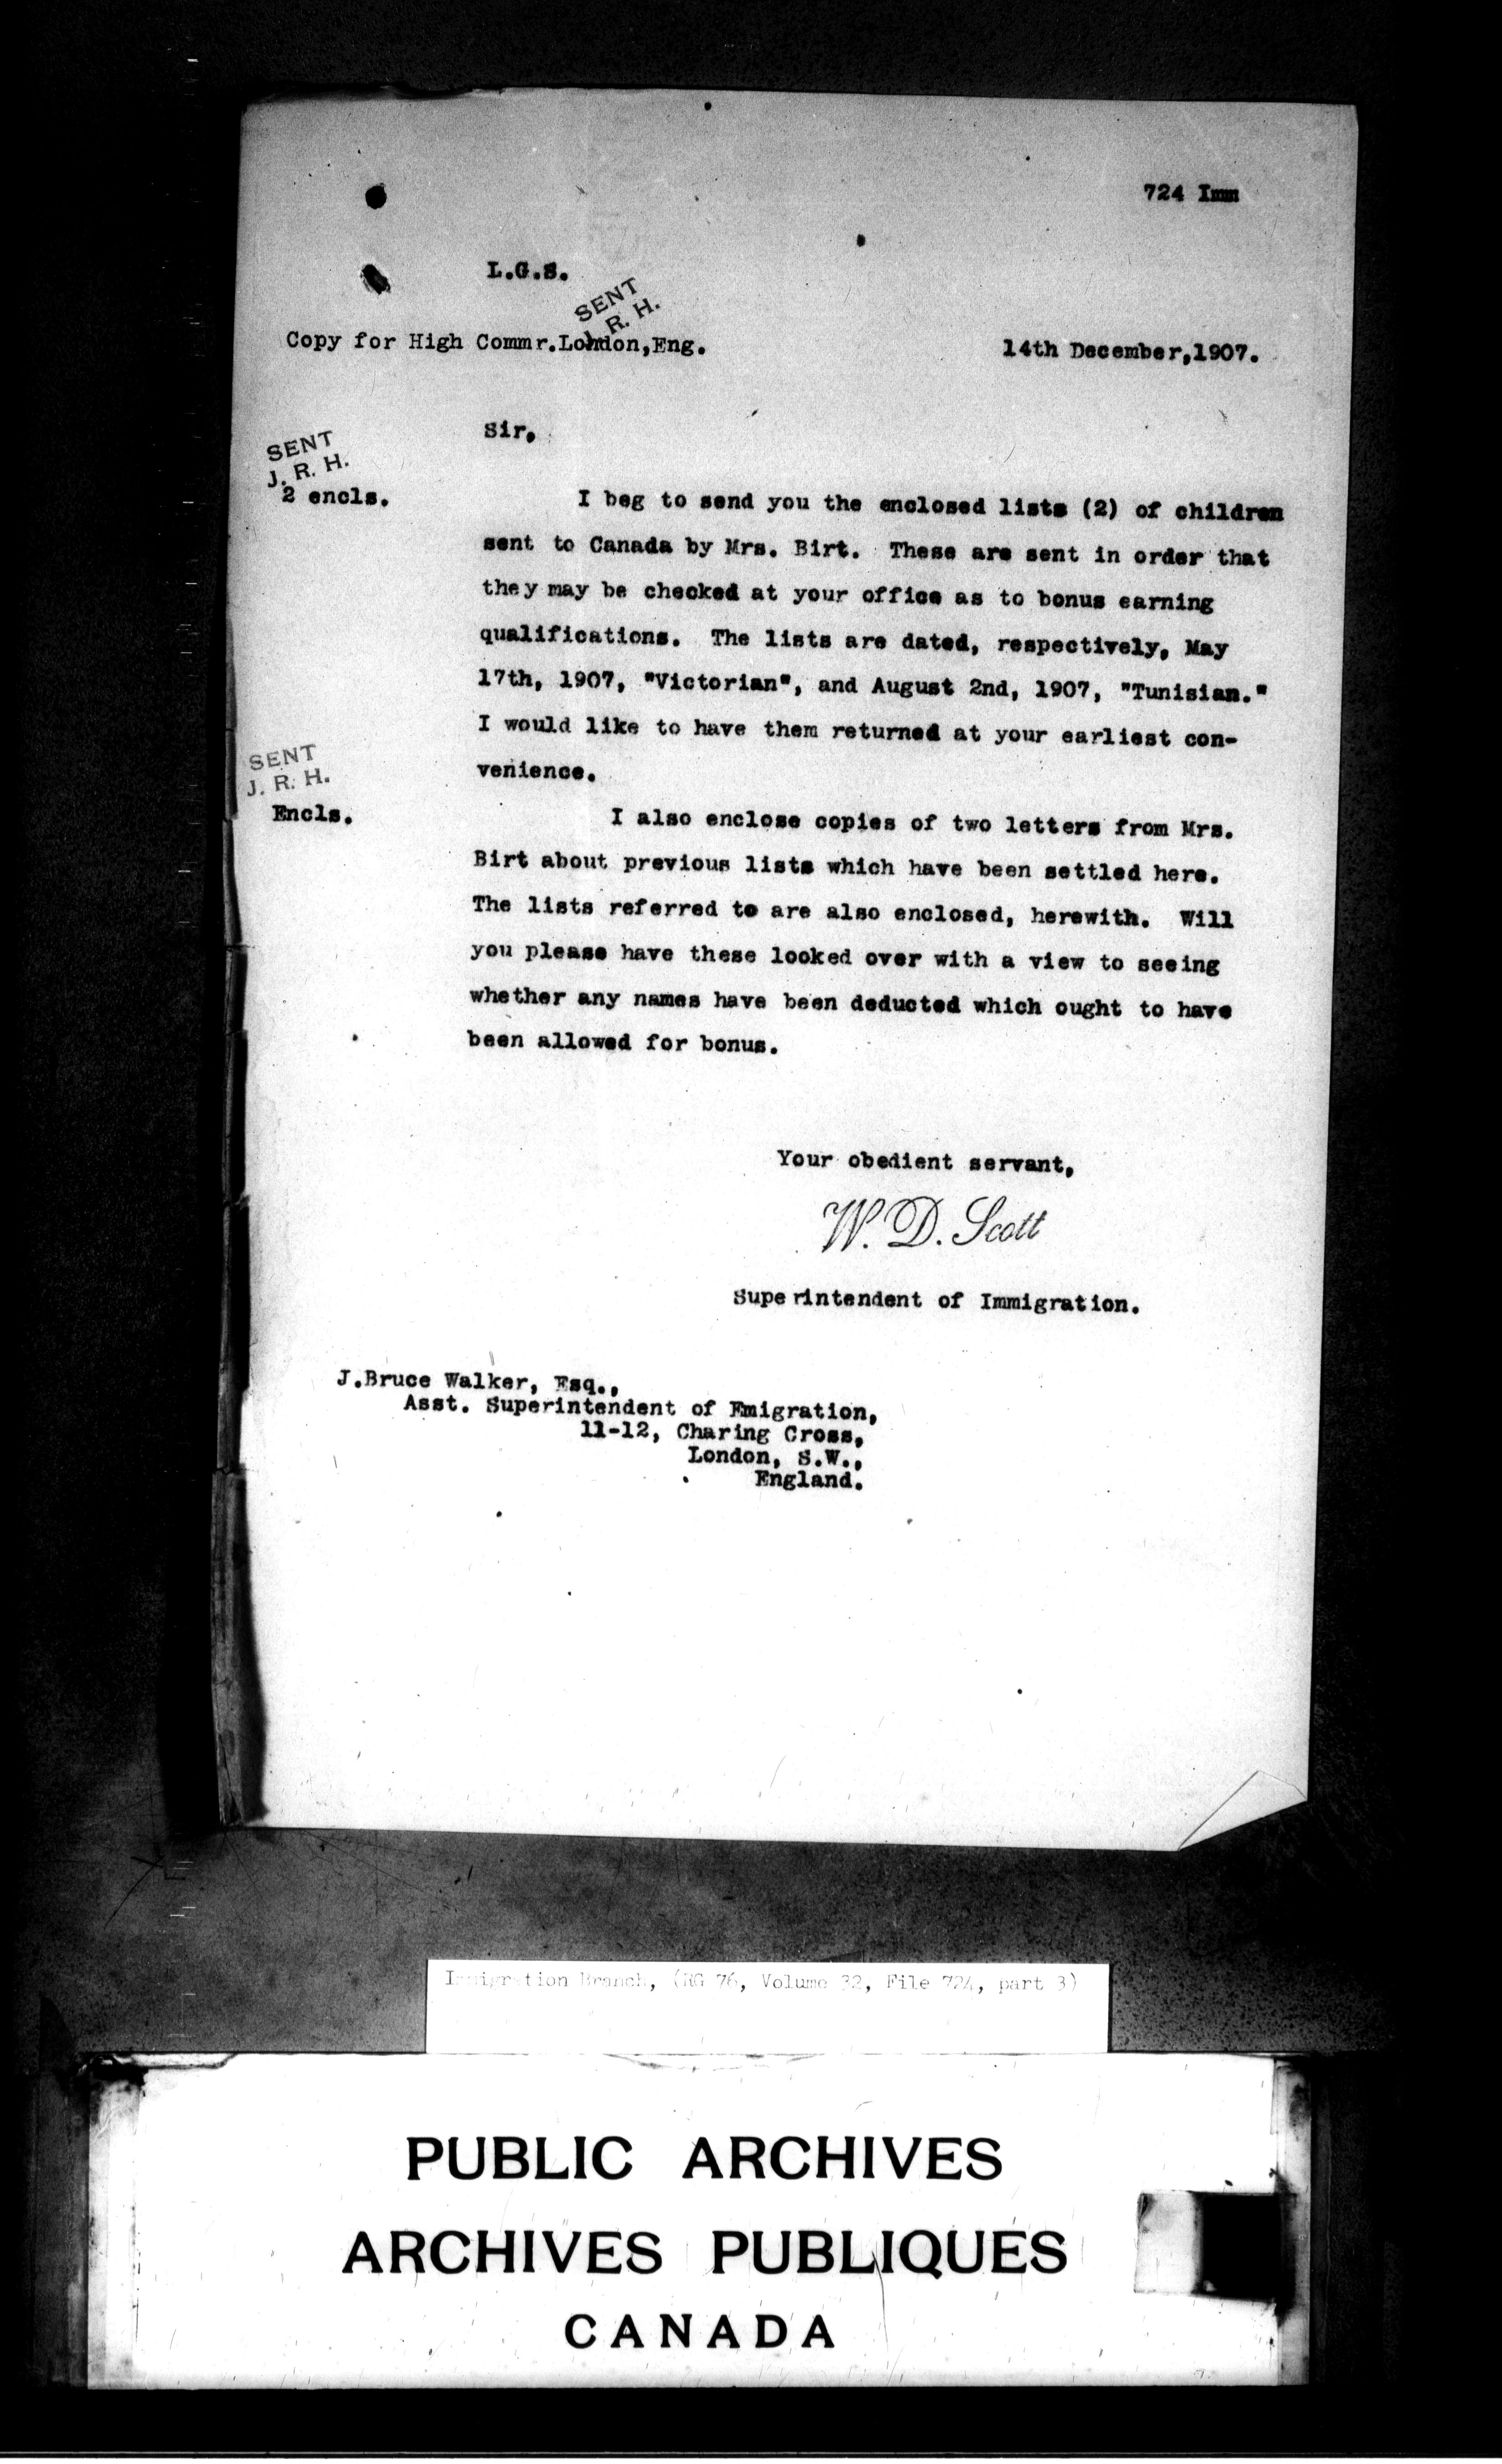 724 Imm
L.G.S.
SENT
J. R. H.
Copy for High Commr.London,Eng.
14th December,1907.
Sir,
SENT
J. R. H.
2 encls.
I beg to send you the enclosed lists (2) of children
sent to Canada by Mrs. Birt. These are sent in order that
they may be checked at your office as to bonus earning
qualifications. The lists are dated, respectively, May
17th, 1907, "Victorian", and August 2nd, 1907, "Tunisian."
I would like to have them returned at your earliest con-
venience.
SENT
J. R. H.
Encls.
I also enclose copies of two letters from Mrs.
Birt about previous lists which have been settled here.
The lists referred to are also enclosed, herewith. Will
you please have these looked over with a view to seeing
whether any names have been deducted which ought to have
been allowed for bonus.
Your obedient servant,
W. D. Scott
Superintendent of Immigration.
J.Bruce Walker, Esq.,
Asst. Superintendent of Emigration,
11-12, Charing Cross,
London, S.W.,
England.
Immigration Branch, (RG 76, Volume 32, File 724, part 3)
PUBLIC ARCHIVES
ARCHIVES PUBLIQUES
CANADA